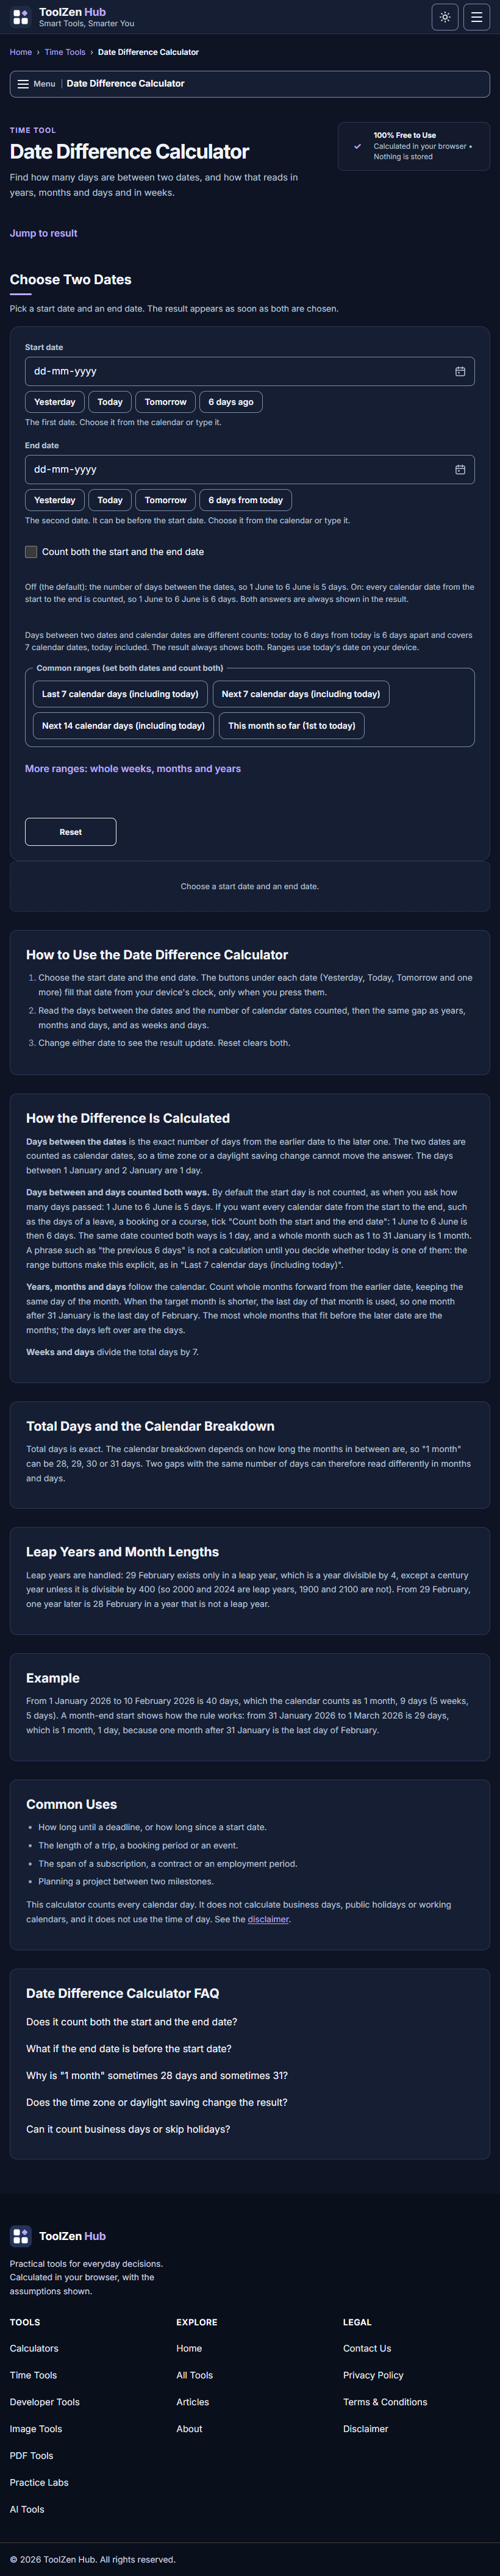 ToolZen Hub
Smart Tools, Smarter You
Home › Time Tools › Date Difference Calculator
Menu | Date Difference Calculator
TIME TOOL
Date Difference Calculator
Find how many days are between two dates, and how that reads in
years, months and days and in weeks.
100% Free to Use
Calculated in your browser •
Nothing is stored
Jump to result
Choose Two Dates
Pick a start date and an end date. The result appears as soon as both are chosen.
Start date
dd-mm-yyyy
Yesterday Today Tomorrow 6 days ago
The first date. Choose it from the calendar or type it.
End date
dd-mm-yyyy
Yesterday Today Tomorrow 6 days from today
The second date. It can be before the start date. Choose it from the calendar or type it.
Count both the start and the end date
Off (the default): the number of days between the dates, so 1 June to 6 June is 5 days. On: every calendar date from the
start to the end is counted, so 1 June to 6 June is 6 days. Both answers are always shown in the result.
Days between two dates and calendar dates are different counts: today to 6 days from today is 6 days apart and covers
7 calendar dates, today included. The result always shows both. Ranges use today's date on your device.
Common ranges (set both dates and count both)
Last 7 calendar days (including today) Next 7 calendar days (including today)
Next 14 calendar days (including today) This month so far (1st to today)
More ranges: whole weeks, months and years
Reset
Choose a start date and an end date.
How to Use the Date Difference Calculator
1. Choose the start date and the end date. The buttons under each date (Yesterday, Today, Tomorrow and one
more) fill that date from your device's clock, only when you press them.
2. Read the days between the dates and the number of calendar dates counted, then the same gap as years,
months and days, and as weeks and days.
3. Change either date to see the result update. Reset clears both.
How the Difference Is Calculated
Days between the dates is the exact number of days from the earlier date to the later one. The two dates are
counted as calendar dates, so a time zone or a daylight saving change cannot move the answer. The days
between 1 January and 2 January are 1 day.
Days between and days counted both ways. By default the start day is not counted, as when you ask how
many days passed: 1 June to 6 June is 5 days. If you want every calendar date from the start to the end, such
as the days of a leave, a booking or a course, tick "Count both the start and the end date": 1 June to 6 June is
then 6 days. The same date counted both ways is 1 day, and a whole month such as 1 to 31 January is 1 month.
A phrase such as "the previous 6 days" is not a calculation until you decide whether today is one of them: the
range buttons make this explicit, as in "Last 7 calendar days (including today)".
Years, months and days follow the calendar. Count whole months forward from the earlier date, keeping the
same day of the month. When the target month is shorter, the last day of that month is used, so one month
after 31 January is the last day of February. The most whole months that fit before the later date are the
months; the days left over are the days.
Weeks and days divide the total days by 7.
Total Days and the Calendar Breakdown
Total days is exact. The calendar breakdown depends on how long the months in between are, so "1 month"
can be 28, 29, 30 or 31 days. Two gaps with the same number of days can therefore read differently in months
and days.
Leap Years and Month Lengths
Leap years are handled: 29 February exists only in a leap year, which is a year divisible by 4, except a century
year unless it is divisible by 400 (so 2000 and 2024 are leap years, 1900 and 2100 are not). From 29 February,
one year later is 28 February in a year that is not a leap year.
Example
From 1 January 2026 to 10 February 2026 is 40 days, which the calendar counts as 1 month, 9 days (5 weeks,
5 days). A month-end start shows how the rule works: from 31 January 2026 to 1 March 2026 is 29 days,
which is 1 month, 1 day, because one month after 31 January is the last day of February.
Common Uses
• How long until a deadline, or how long since a start date.
• The length of a trip, a booking period or an event.
• The span of a subscription, a contract or an employment period.
• Planning a project between two milestones.
This calculator counts every calendar day. It does not calculate business days, public holidays or working
calendars, and it does not use the time of day. See the disclaimer.
Date Difference Calculator FAQ
Does it count both the start and the end date?
What if the end date is before the start date?
Why is "1 month" sometimes 28 days and sometimes 31?
Does the time zone or daylight saving change the result?
Can it count business days or skip holidays?
ToolZen Hub
Practical tools for everyday decisions.
Calculated in your browser, with the
assumptions shown.
TOOLS
Calculators
Time Tools
Developer Tools
Image Tools
PDF Tools
Practice Labs
AI Tools
EXPLORE
Home
All Tools
Articles
About
LEGAL
Contact Us
Privacy Policy
Terms & Conditions
Disclaimer
© 2026 ToolZen Hub. All rights reserved.